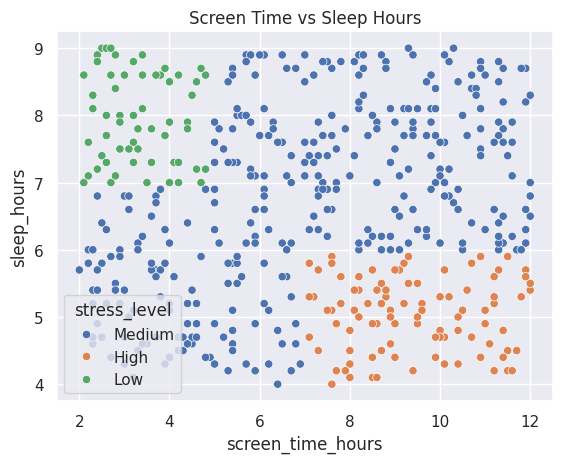 Screen Time vs Sleep Hours
9
8
7
6
5
4
sleep_hours
stress_level
Medium
High
Low
2 4 6 8 10 12
screen_time_hours